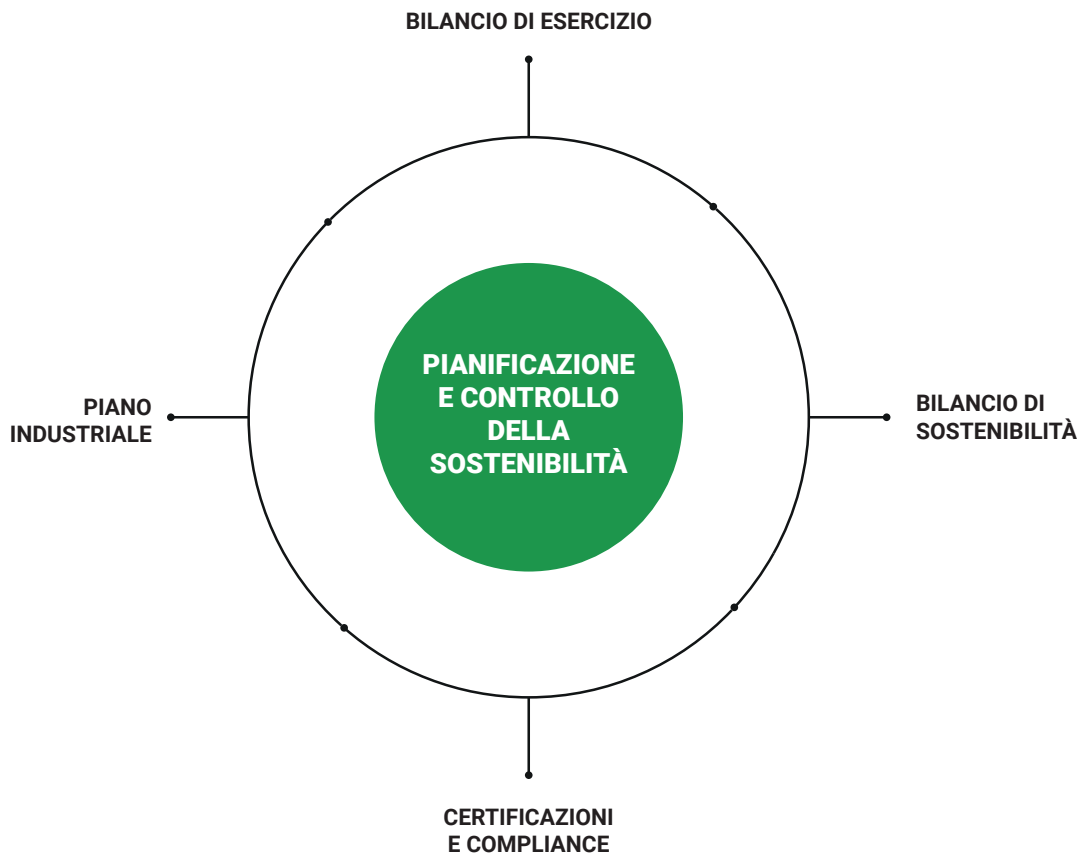 BILANCIO DI ESERCIZIO
PIANIFICAZIONE
E CONTROLLO
DELLA
SOSTENIBILITÀ
PIANO
INDUSTRIALE
BILANCIO DI
SOSTENIBILITÀ
CERTIFICAZIONI
E COMPLIANCE